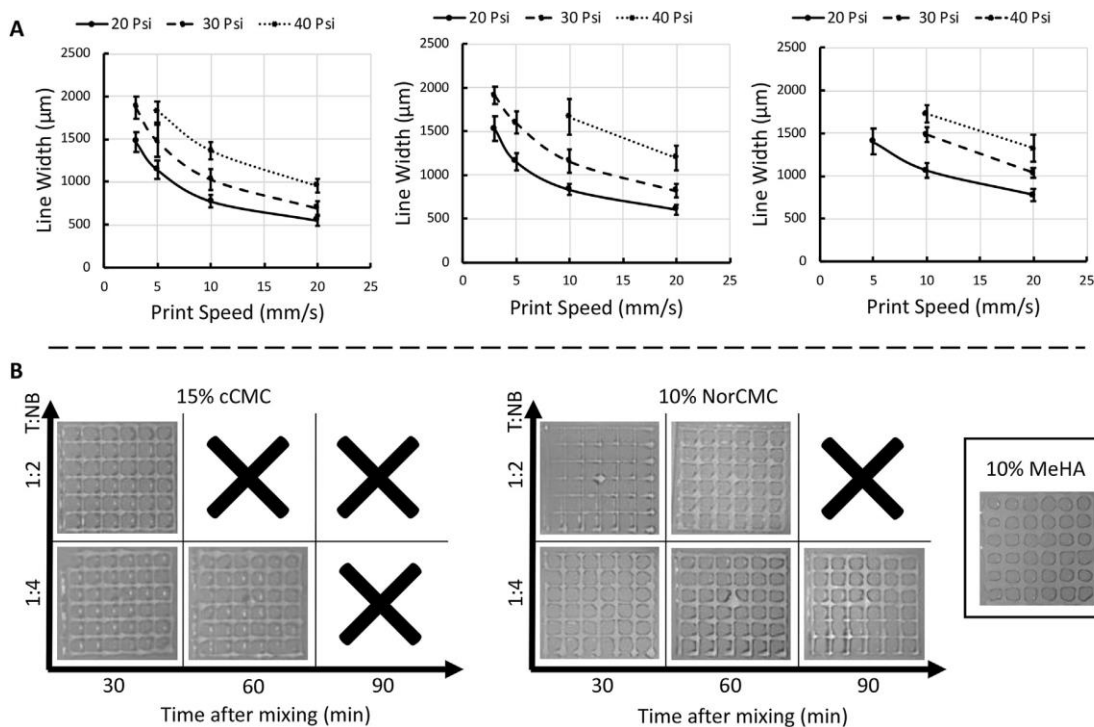 A
20 Psi 30 Psi 40 Psi
2500
2000
1500
1000
500
0
0 5 10 15 20 25
Line Width (µm)
Print Speed (mm/s)
20 Psi 30 Psi 40 Psi
2500
2000
1500
1000
500
0
0 5 10 15 20 25
Line Width (µm)
Print Speed (mm/s)
20 Psi 30 Psi 40 Psi
2500
2000
1500
1000
500
0
0 5 10 15 20 25
Line Width (µm)
Print Speed (mm/s)
B
15% cCMC
T:NB
1:2
1:4
30 60 90
Time after mixing (min)
10% NorCMC
T:NB
1:2
1:4
30 60 90
Time after mixing (min)
10% MeHA